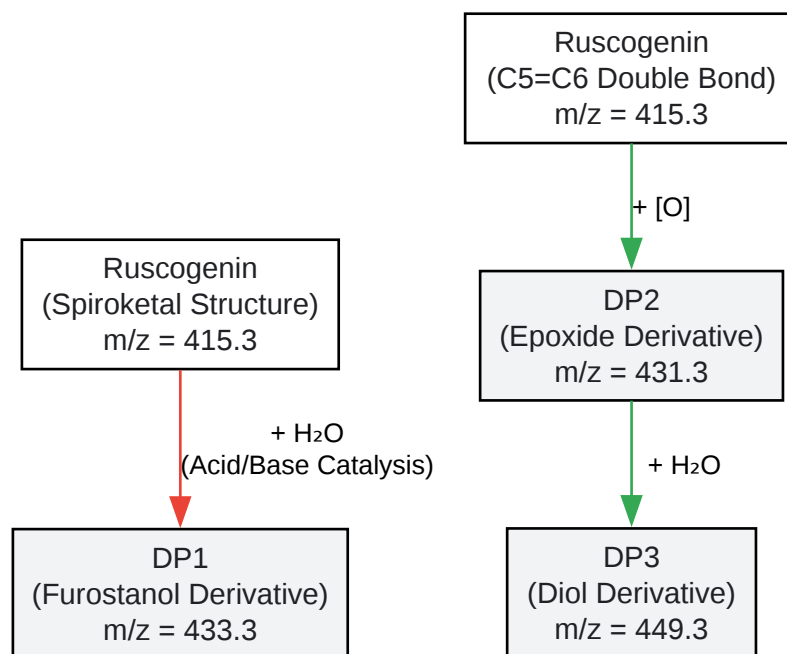 Ruscogenin
(C5=C6 Double Bond)
m/z = 415.3
+ [O]
Ruscogenin
(Spiroketal Structure)
m/z = 415.3
DP2
(Epoxide Derivative)
m/z = 431.3
+ H₂O
(Acid/Base Catalysis)
+ H₂O
DP1
(Furostanol Derivative)
m/z = 433.3
DP3
(Diol Derivative)
m/z = 449.3